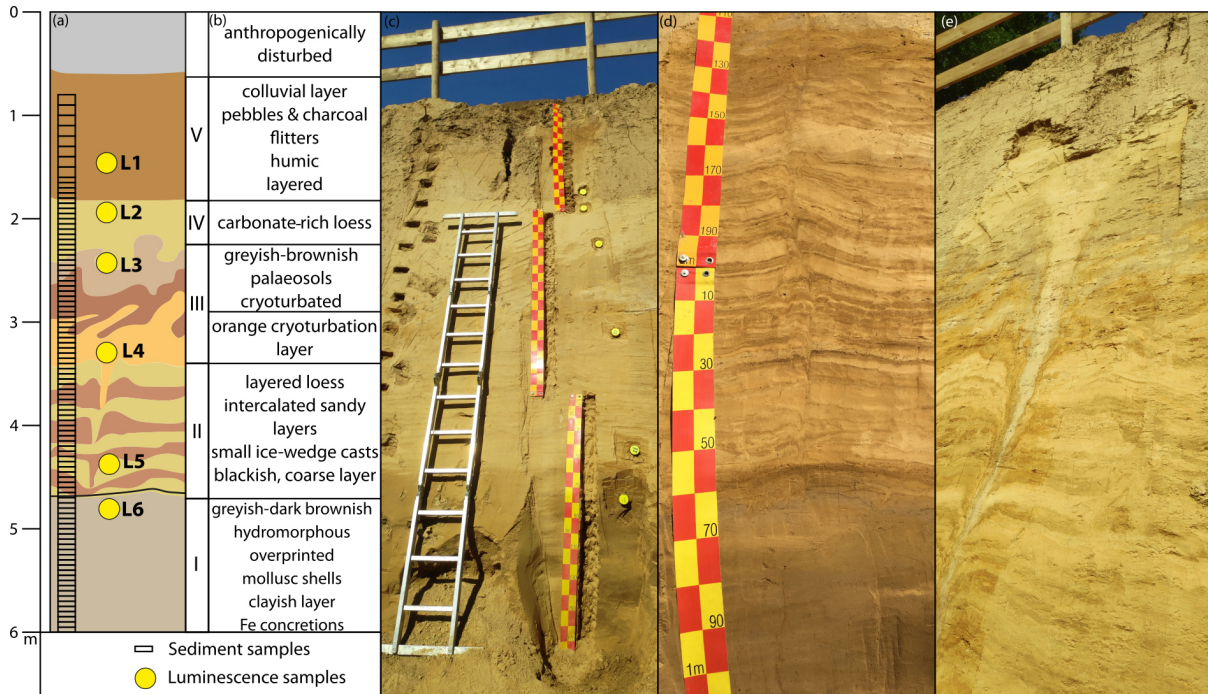 0
1
2
3
4
5
6
m
(a)
L1
L2
L3
L4
L5
L6
V
IV
III
II
I
(b)
anthropogenically
disturbed
colluvial layer
pebbles & charcoal
flitters
humic
layered
carbonate-rich loess
greyish-brownish
palaeosols
cryoturbated
orange cryoturbation
layer
layered loess
intercalated sandy
layers
small ice-wedge casts
blackish, coarse layer
greyish-dark brownish
hydromorphous
overprinted
mollusc shells
clayish layer
Fe concretions
Sediment samples
Luminescence samples
(c)
(d)
110
130
150
170
190
10
30
50
70
90
1m
(e)